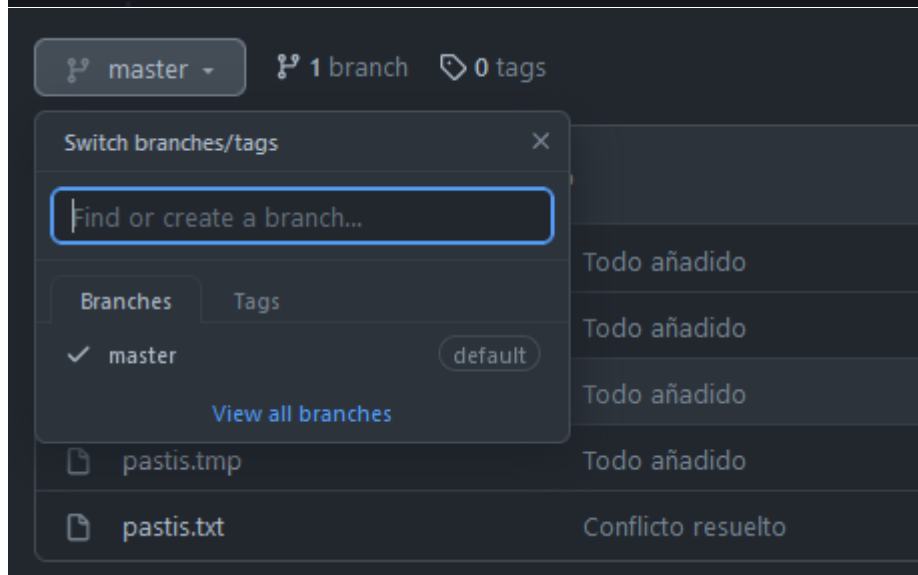 master 1 branch 0 tags
Switch branches/tags
Find or create a branch...
Todo añadido
Branches Tags
Todo añadido
master default
Todo añadido
View all branches
pastis.tmp Todo añadido
pastis.txt Conflicto resuelto